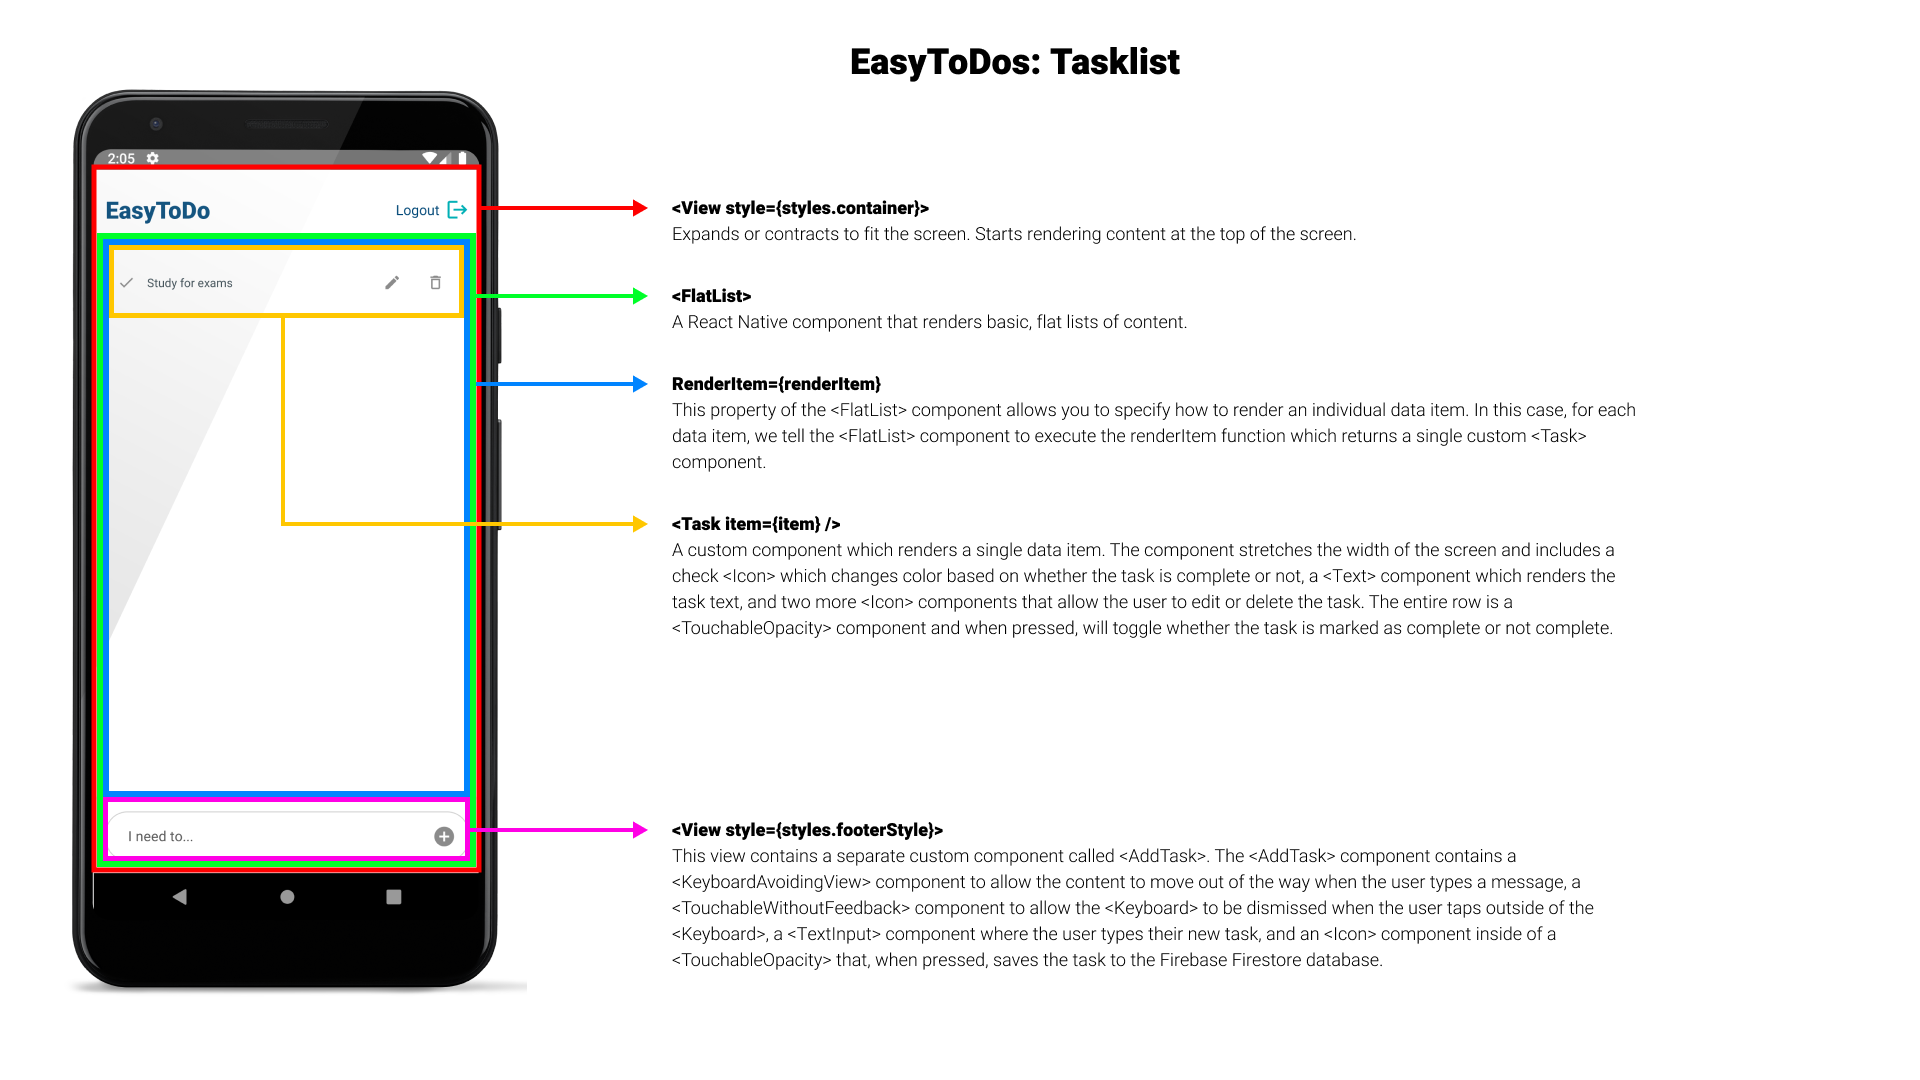 EasyToDos: Tasklist
2:05
EasyToDo
Logout
Study for exams
I need to...
<View style={styles.container}>
Expands or contracts to fit the screen. Starts rendering content at the top of the screen.
<FlatList>
A React Native component that renders basic, flat lists of content.
RenderItem={renderItem}
This property of the <FlatList> component allows you to specify how to render an individual data item. In this case, for each
data item, we tell the <FlatList> component to execute the renderItem function which returns a single custom <Task>
component.
<Task item={item} />
A custom component which renders a single data item. The component stretches the width of the screen and includes a
check <Icon> which changes color based on whether the task is complete or not, a <Text> component which renders the
task text, and two more <Icon> components that allow the user to edit or delete the task. The entire row is a
<TouchableOpacity> component and when pressed, will toggle whether the task is marked as complete or not complete.
<View style={styles.footerStyle}>
This view contains a separate custom component called <AddTask>. The <AddTask> component contains a
<KeyboardAvoidingView> component to allow the content to move out of the way when the user types a message, a
<TouchableWithoutFeedback> component to allow the <Keyboard> to be dismissed when the user taps outside of the
<Keyboard>, a <TextInput> component where the user types their new task, and an <Icon> component inside of a
<TouchableOpacity> that, when pressed, saves the task to the Firebase Firestore database.